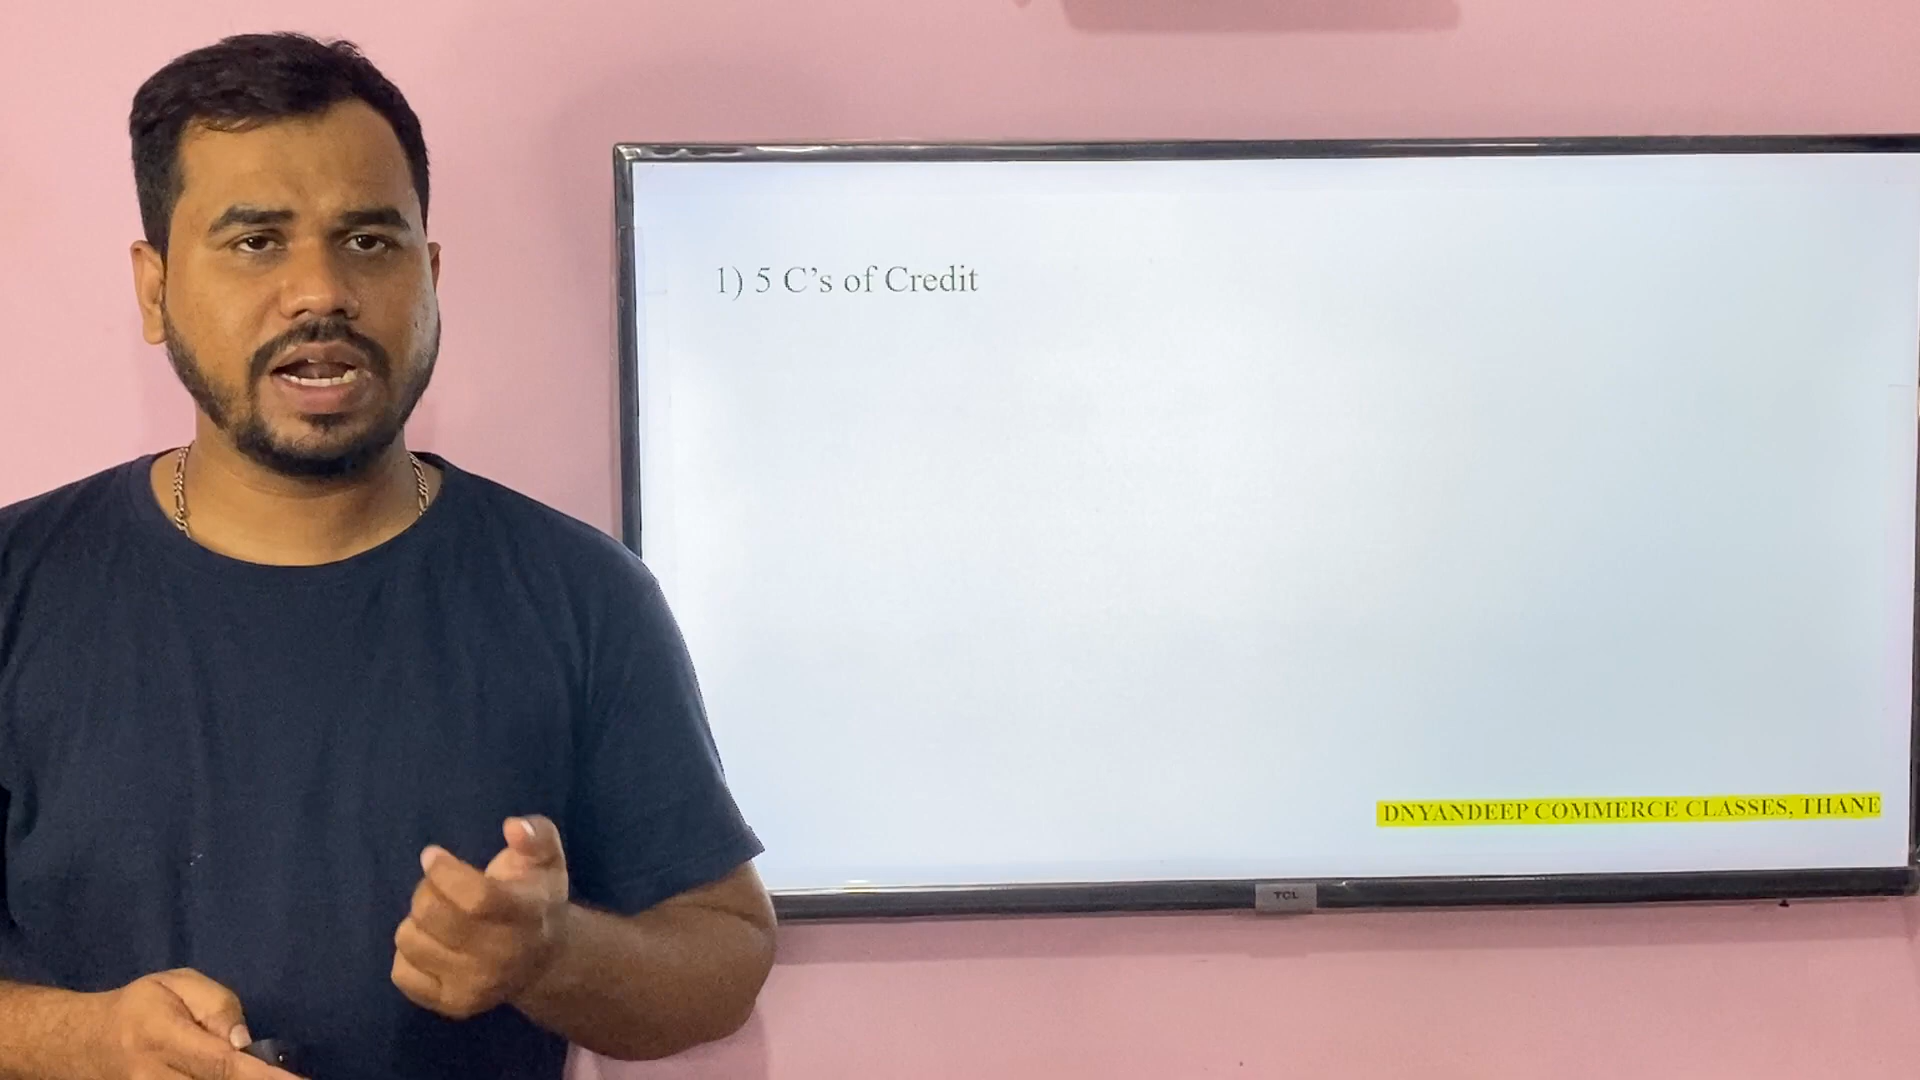 1) 5 C’s of Credit
DNYANDEEP COMMERCE CLASSES, THANE
TCL